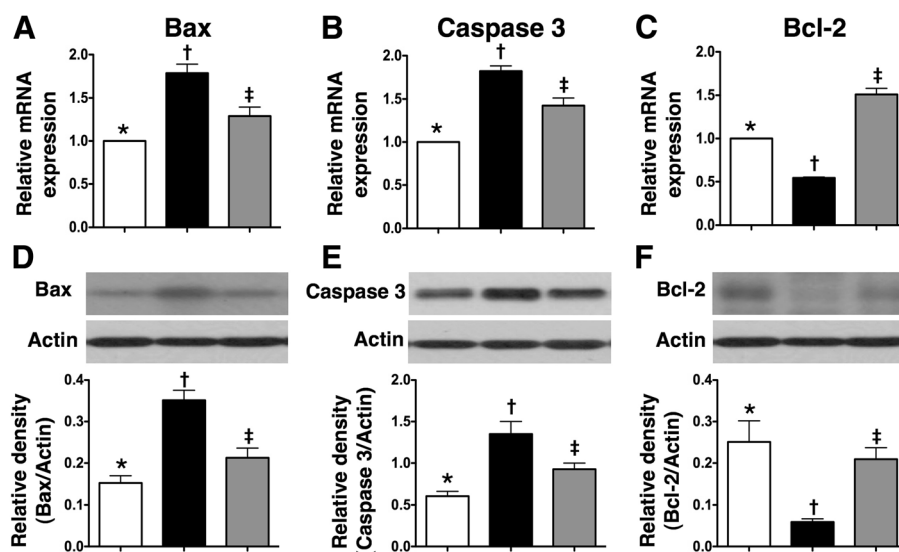 A Bax
B Caspase 3
C Bcl-2
Relative mRNA
expression
2.0
1.5
1.0
0.5
0.0
*
†
‡
Relative mRNA
expression
2.0
1.5
1.0
0.5
0.0
*
†
‡
Relative mRNA
expression
2.0
1.5
1.0
0.5
0.0
*
†
‡
D
Bax
Actin
Relative density
(Bax/Actin)
0.4
0.3
0.2
0.1
0.0
*
†
‡
E
Caspase 3
Actin
Relative density
(Caspase 3/Actin)
2.0
1.5
1.0
0.5
0.0
*
†
‡
F
Bcl-2
Actin
Relative density
(Bcl-2/Actin)
0.4
0.3
0.2
0.1
0.0
*
†
‡